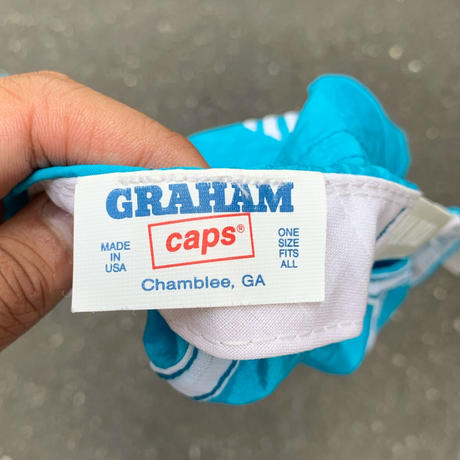 GRAHAM
caps®
MADE
IN
USA
ONE
SIZE
FITS
ALL
Chamblee, GA